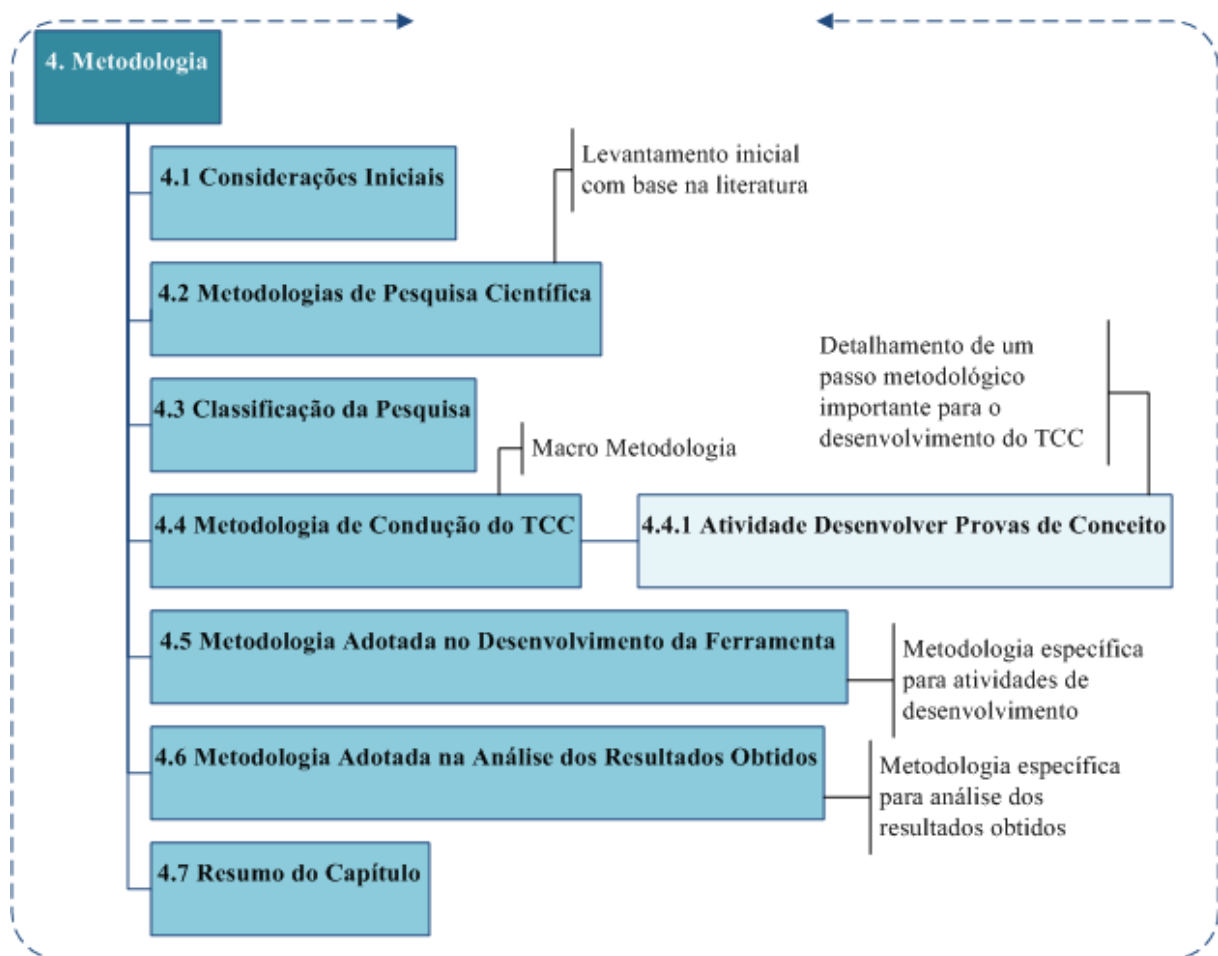 4. Metodologia
4.1 Considerações Iniciais
Levantamento inicial
com base na literatura
4.2 Metodologias de Pesquisa Científica
4.3 Classificação da Pesquisa
Macro Metodologia
Detalhamento de um
passo metodológico
importante para o
desenvolvimento do TCC
4.4 Metodologia de Condução do TCC
4.4.1 Atividade Desenvolver Provas de Conceito
4.5 Metodologia Adotada no Desenvolvimento da Ferramenta
Metodologia específica
para atividades de
desenvolvimento
4.6 Metodologia Adotada na Análise dos Resultados Obtidos
Metodologia específica
para análise dos
resultados obtidos
4.7 Resumo do Capítulo